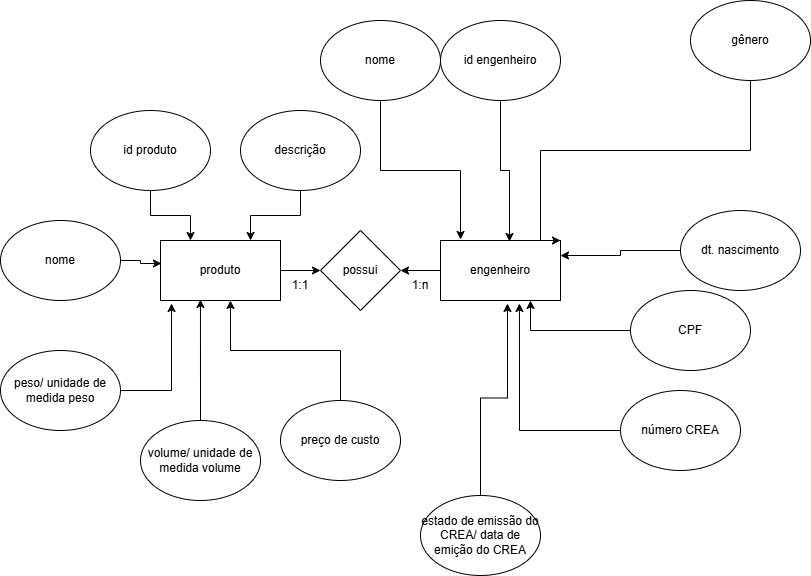 gênero
nome
id engenheiro
id produto
descrição
nome
produto
possui
engenheiro
dt. nascimento
1:1
1:n
CPF
peso/ unidade de
medida peso
preço de custo
número CREA
volume/ unidade de
medida volume
estado de emissão do
CREA/ data de
emição do CREA